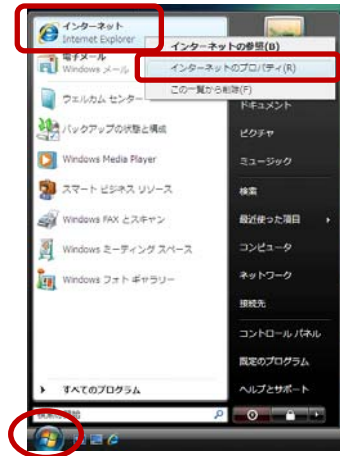 インターネット
Internet Explorer
インターネットの参照(B)
インターネットのプロパティ(R)
この一覧から削除(F)
電子メール
Windows メール
ウェルカム センター
バックアップの状態と構成
Windows Media Player
スマート ビジネス リソース
Windows FAX とスキャン
Windows ミーティング スペース
Windows フォト ギャラリー
すべてのプログラム
ドキュメント
ピクチャ
ミュージック
検索
最近使った項目
コンピュータ
ネットワーク
接続先
コントロール パネル
既定のプログラム
ヘルプとサポート